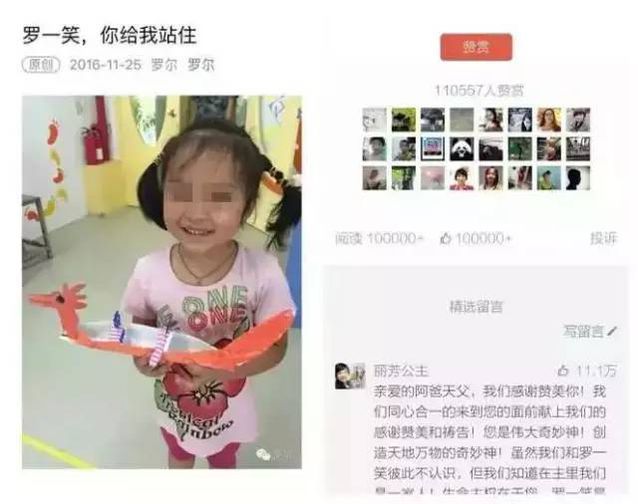 罗一笑，你给我站住
原创 2016-11-25 罗尔 罗尔
ONE
ONE
赞赏
110557人赞赏
阅读 100000+ 100000+ 投诉
精选留言
写留言
丽芳公主 11.1万
亲爱的阿爸天父，我们感谢赞美你！我
们同心合一的来到您的面前献上我们的
感谢赞美和祷告！您是伟大奇妙神！创
造天地万物的奇妙神！虽然我们和罗一
笑彼此不认识，但我们知道在主里我们